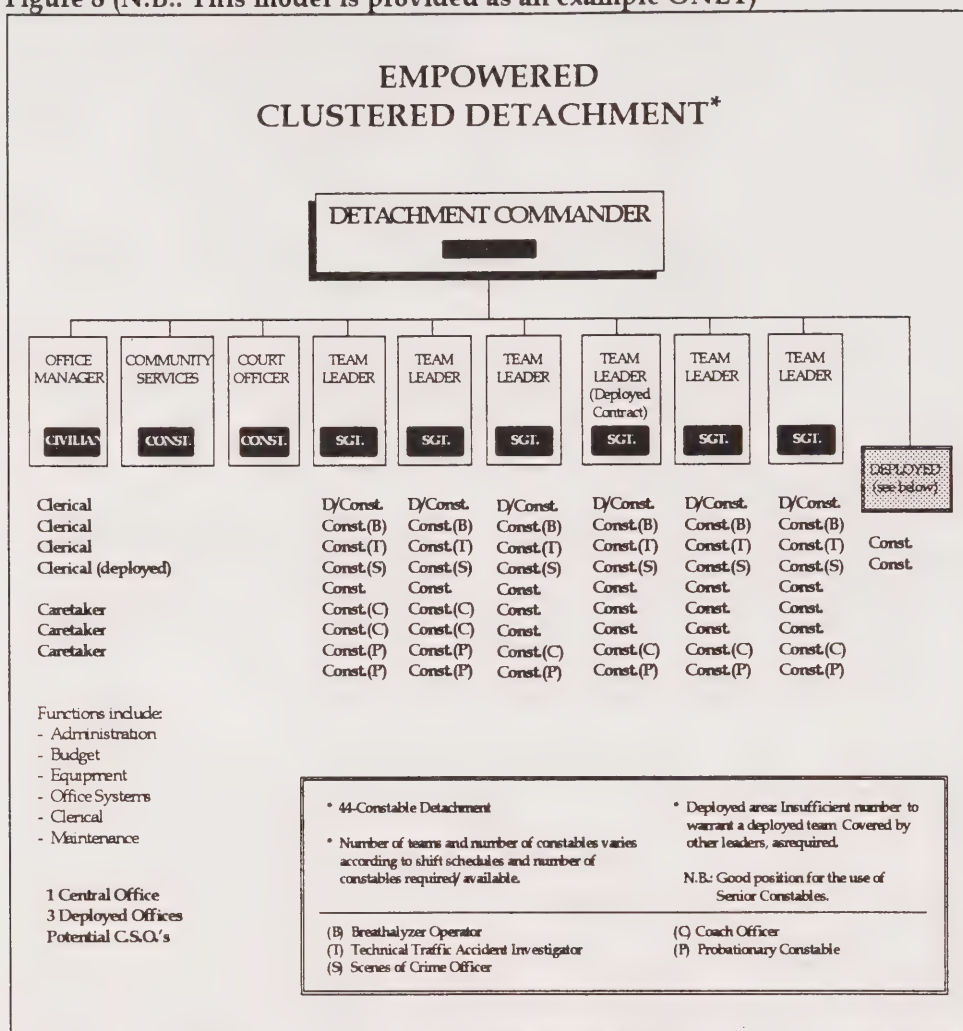 Figure 8 (N.B.: This model is provided as an example ONLY)
EMPOWERED
CLUSTERED DETACHMENT*
DETACHMENT COMMANDER
OFFICE MANAGER CIVILIAN
COMMUNITY SERVICES CONST.
COURT OFFICER CONST.
TEAM LEADER SGT.
TEAM LEADER SGT.
TEAM LEADER SGT.
TEAM LEADER (Deployed Contract) SGT.
TEAM LEADER SGT.
TEAM LEADER SGT.
DEPLOYED (see below)
Clerical D/Const. D/Const. D/Const. D/Const. D/Const. D/Const.
Clerical Const.(B) Const.(B) Const.(B) Const.(B) Const.(B) Const.(B)
Clerical Const.(T) Const.(T) Const.(T) Const.(T) Const.(T) Const.(T) Const.
Clerical (deployed) Const.(S) Const.(S) Const.(S) Const.(S) Const.(S) Const.(S) Const.
Const. Const. Const. Const. Const. Const.
Caretaker Const.(C) Const.(C) Const. Const. Const. Const.
Caretaker Const.(C) Const.(C) Const. Const. Const. Const.
Caretaker Const.(P) Const.(P) Const.(C) Const.(C) Const.(C) Const.(C)
Const.(P) Const.(P) Const.(P) Const.(P) Const.(P) Const.(P)
Functions include:
- Administration
- Budget
- Equipment
- Office Systems
- Clerical
- Maintenance
1 Central Office
3 Deployed Offices
Potential C.S.O.'s
* 44-Constable Detachment
* Number of teams and number of constables varies
according to shift schedules and number of
constables required/ available.
* Deployed area: Insufficient number to
warrant a deployed team. Covered by
other leaders, asrequired.
N.B.: Good position for the use of
Senior Constables.
(B) Breathalyzer Operator
(T) Technical Traffic Accident Investigator
(S) Scenes of Crime Officer
(C) Coach Officer
(P) Probationary Constable